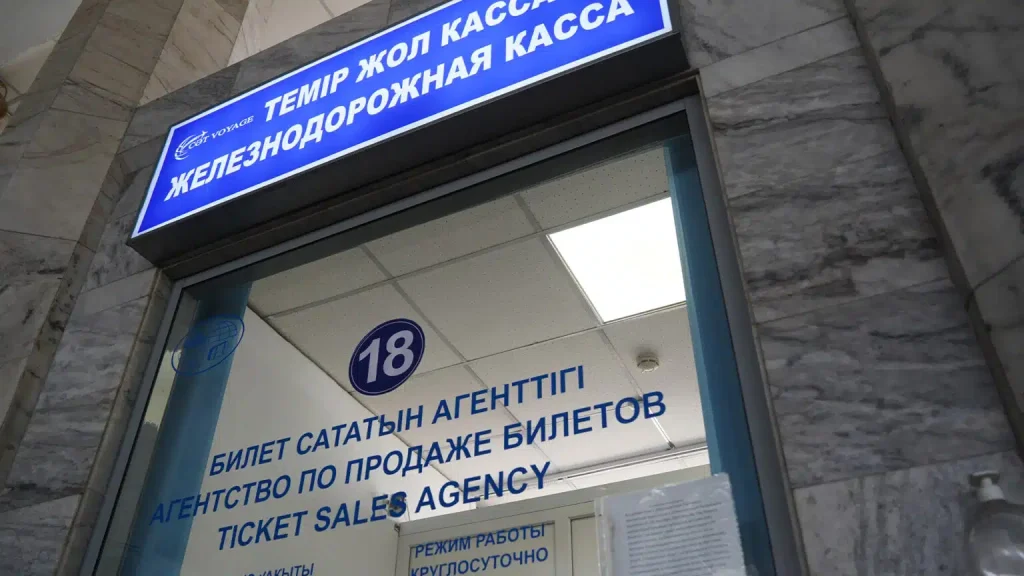 ТЕМІР ЖОЛ КАССА
СӘТ VOYAGE
ЖЕЛЕЗНОДОРОЖНАЯ КАССА
18
БИЛЕТ САТАТЫН АГЕНТТІГІ
АГЕНТСТВО ПО ПРОДАЖЕ БИЛЕТОВ
TICKET SALES AGENCY
РЕЖИМ РАБОТЫ
КРУГЛОСУТОЧНО